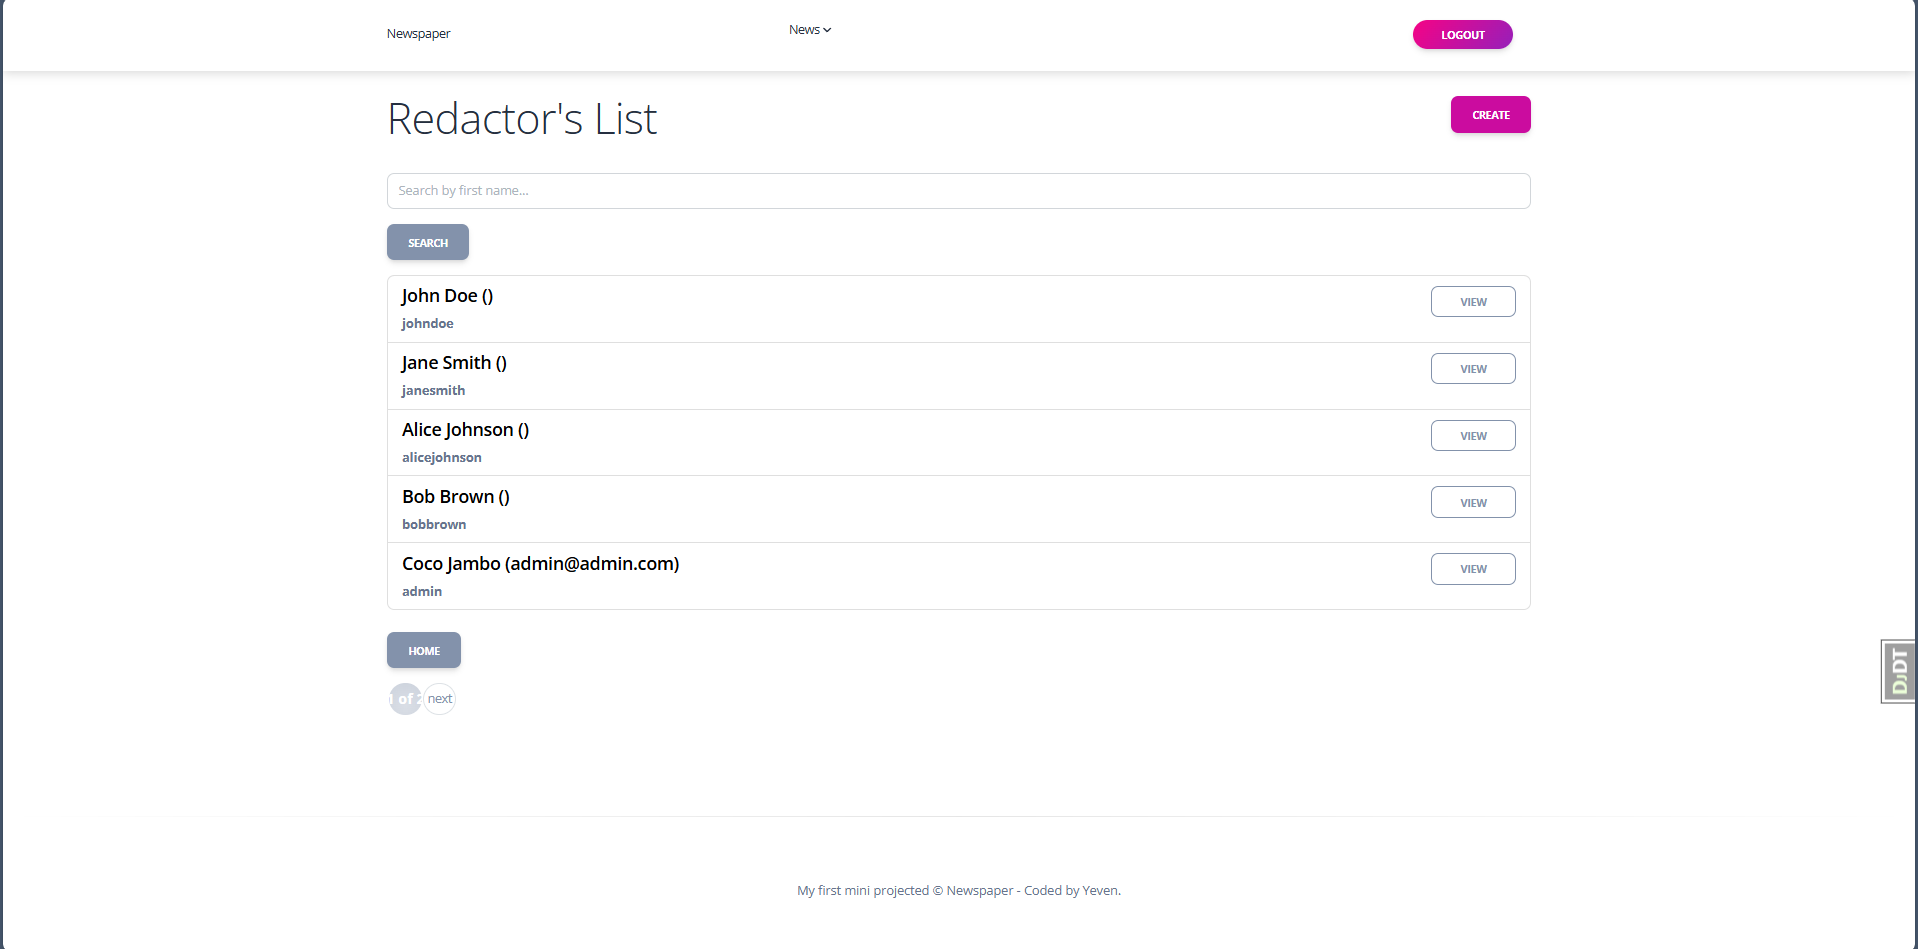 Newspaper
News
LOGOUT
Redactor's List
CREATE
Search by first name...
SEARCH
John Doe ()
VIEW
johndoe
Jane Smith ()
VIEW
janesmith
Alice Johnson ()
VIEW
alicejohnson
Bob Brown ()
VIEW
bobbrown
Coco Jambo (admin@admin.com)
VIEW
admin
HOME
1 of 2
next
DJDT
My first mini projected © Newspaper - Coded by Yeven.